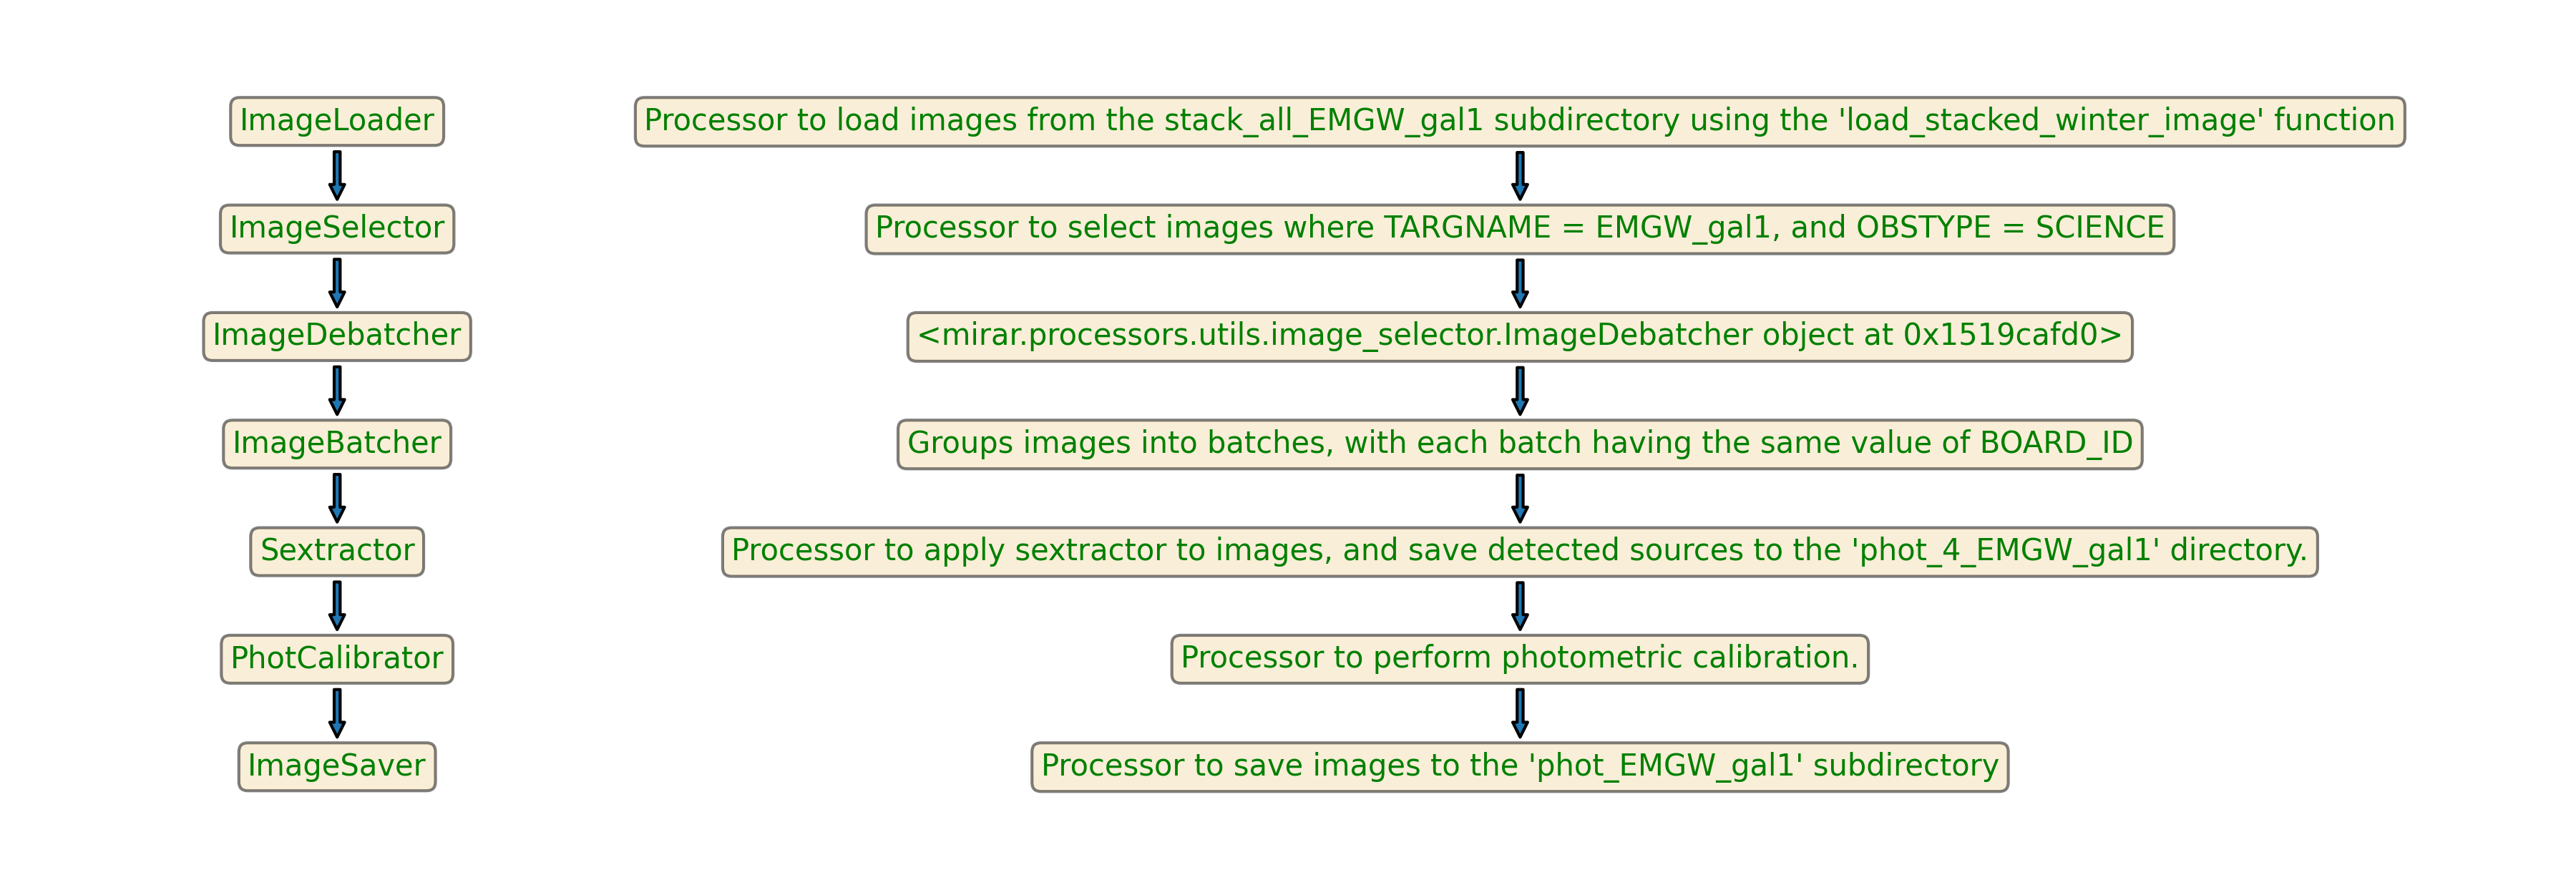 ImageLoader
Processor to load images from the stack_all_EMGW_gal1 subdirectory using the 'load_stacked_winter_image' function
ImageSelector
Processor to select images where TARGNAME = EMGW_gal1, and OBSTYPE = SCIENCE
ImageDebatcher
<mirar.processors.utils.image_selector.ImageDebatcher object at 0x1519cafd0>
ImageBatcher
Groups images into batches, with each batch having the same value of BOARD_ID
Sextractor
Processor to apply sextractor to images, and save detected sources to the 'phot_4_EMGW_gal1' directory.
PhotCalibrator
Processor to perform photometric calibration.
ImageSaver
Processor to save images to the 'phot_EMGW_gal1' subdirectory